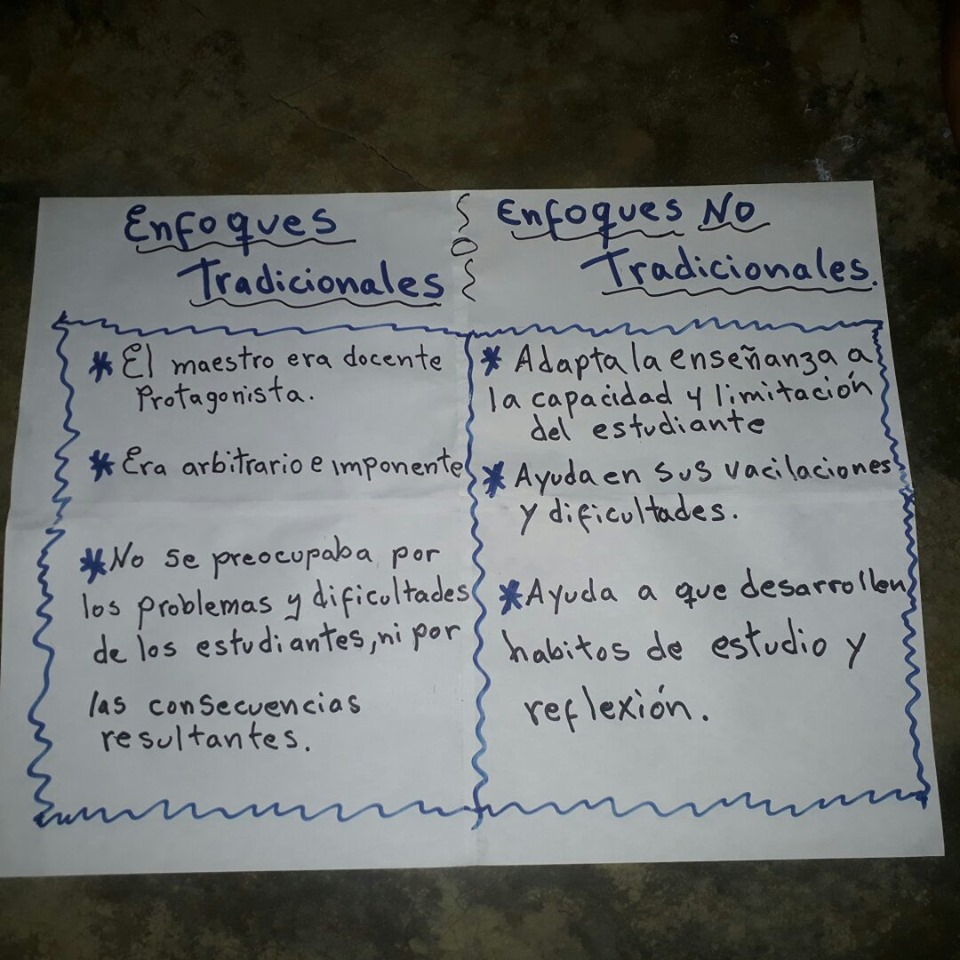 Enfoques
Tradicionales
* El maestro era docente
Protagonista.
* Era arbitrario e imponente
* No se preocupaba por
los problemas y dificultades
de los estudiantes, ni por
las consecuencias
resultantes.
Enfoques No
Tradicionales.
* Adapta la enseñanza a
la capacidad y limitación
del estudiante
* Ayuda en sus vacilaciones
y dificultades.
* Ayuda a que desarrollen
habitos de estudio y
reflexión.